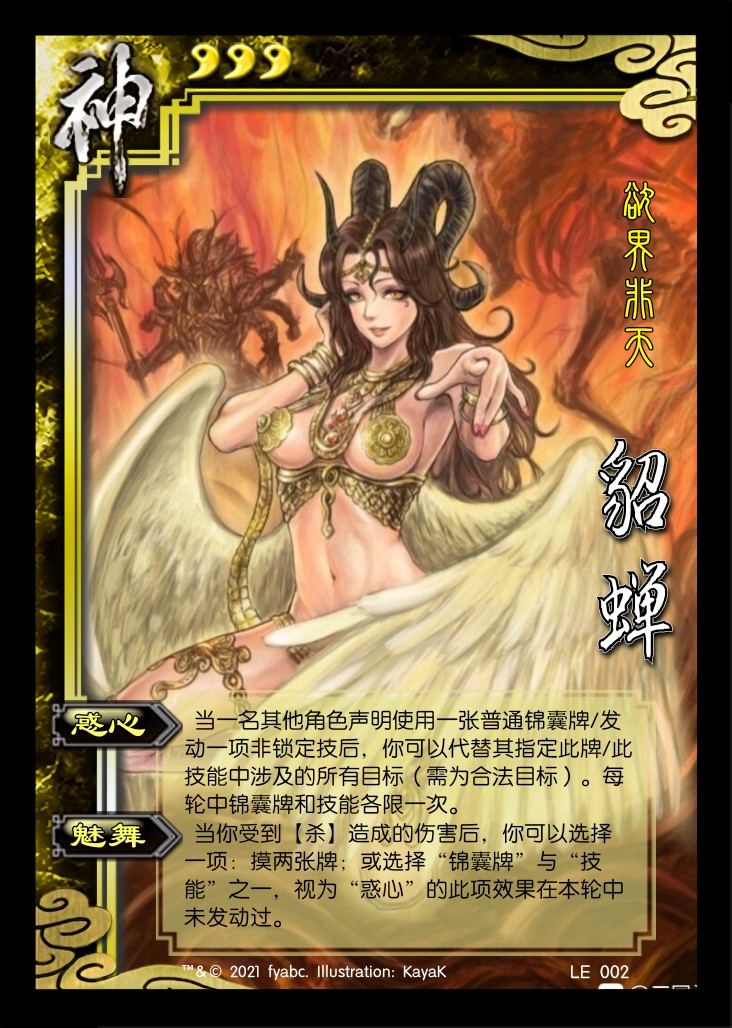 神
欲界非天
貂蝉
惑心
当一名其他角色声明使用一张普通锦囊牌/发
动一项非锁定技后，你可以代替其指定此牌/此
技能中涉及的所有目标（需为合法目标）。每
轮中锦囊牌和技能各限一次。
魅舞
当你受到【杀】造成的伤害后，你可以选择
一项：摸两张牌；或选择“锦囊牌”与“技
能”之一，视为“惑心”的此项效果在本轮中
未发动过。
™&© 2021 fyabc. Illustration: KayaK
LE 002